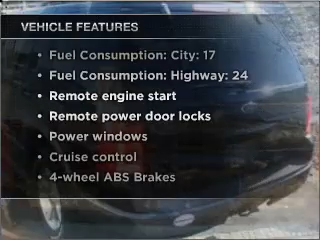 VEHICLE FEATURES
• Fuel Consumption: City: 17
• Fuel Consumption: Highway: 24
• Remote engine start
• Remote power door locks
• Power windows
• Cruise control
• 4-wheel ABS Brakes